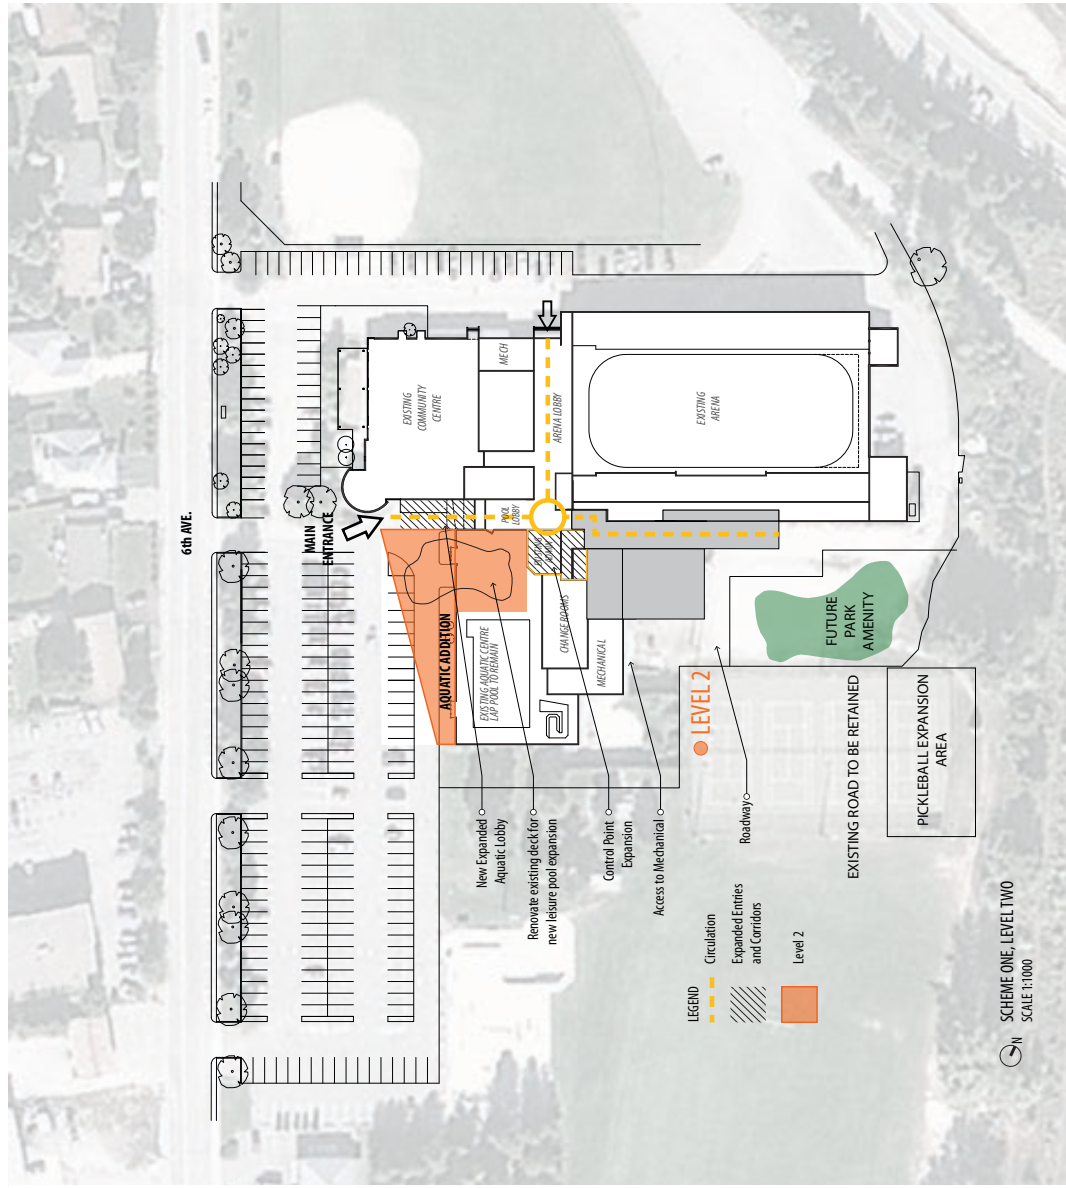 6th AVE.
MAIN
ENTRANCE
EXISTING
COMMUNITY
CENTRE
MECH
ARENA LOBBY
EXISTING
ARENA
POOL
LOBBY
EXISTING
AQUATIC ADDITION
EXISTING AQUATIC CENTRE
LAP POOL TO REMAIN
CHANGE ROOMS
MECHANICAL
LEVEL 2
FUTURE
PARK
AMENITY
EXISTING ROAD TO BE RETAINED
PICKLEBALL EXPANSION
AREA
New Expanded
Aquatic Lobby
Renovate existing deck for
new leisure pool expansion
Control Point
Expansion
Access to Mechanical
Roadway
LEGEND
Circulation
Expanded Entries
and Corridors
Level 2
N
SCHEME ONE, LEVEL TWO
SCALE 1:1000